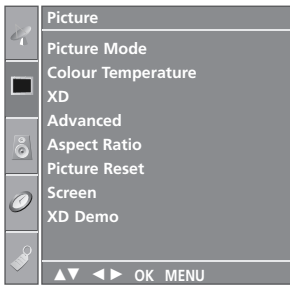 Picture
Picture Mode
Colour Temperature
XD
Advanced
Aspect Ratio
Picture Reset
Screen
XD Demo
▲▼ ◄► OK MENU